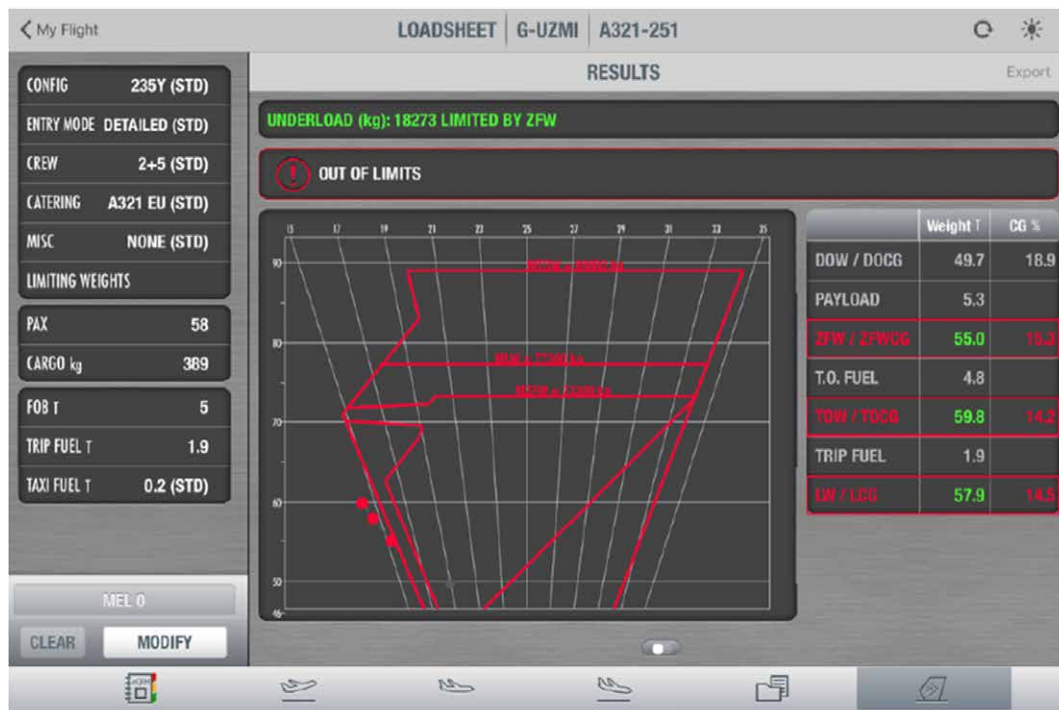 My Flight
LOADSHEET G-UZMI A321-251
RESULTS
Export
CONFIG 235Y (STD)
ENTRY MODE DETAILED (STD)
CREW 2+5 (STD)
CATERING A321 EU (STD)
MISC NONE (STD)
LIMITING WEIGHTS
PAX 58
CARGO kg 389
FOB T 5
TRIP FUEL T 1.9
TAXI FUEL T 0.2 (STD)
MEL 0
CLEAR MODIFY
UNDERLOAD (kg): 18273 LIMITED BY ZFW
! OUT OF LIMITS
15 17 19 21 23 25 27 29 31 33 35
90
80
70
60
50
Weight T CG %
DOW / DOCG 49.7 18.9
PAYLOAD 5.3
ZFW / ZFWCG 55.0 15.3
T.O. FUEL 4.8
TOW / TOCG 59.8 14.2
TRIP FUEL 1.9
LW / LCG 57.9 14.5